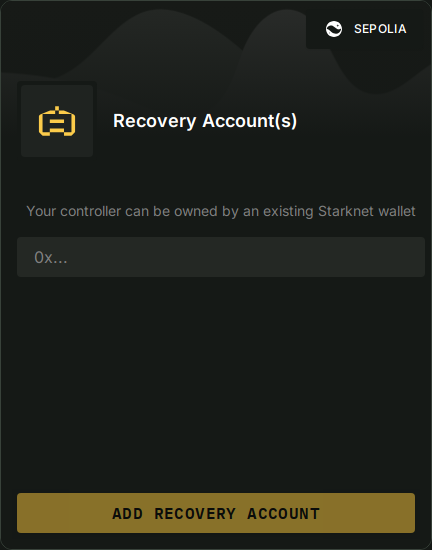 SEPOLIA
Recovery Account(s)
Your controller can be owned by an existing Starknet wallet
0x...
ADD RECOVERY ACCOUNT